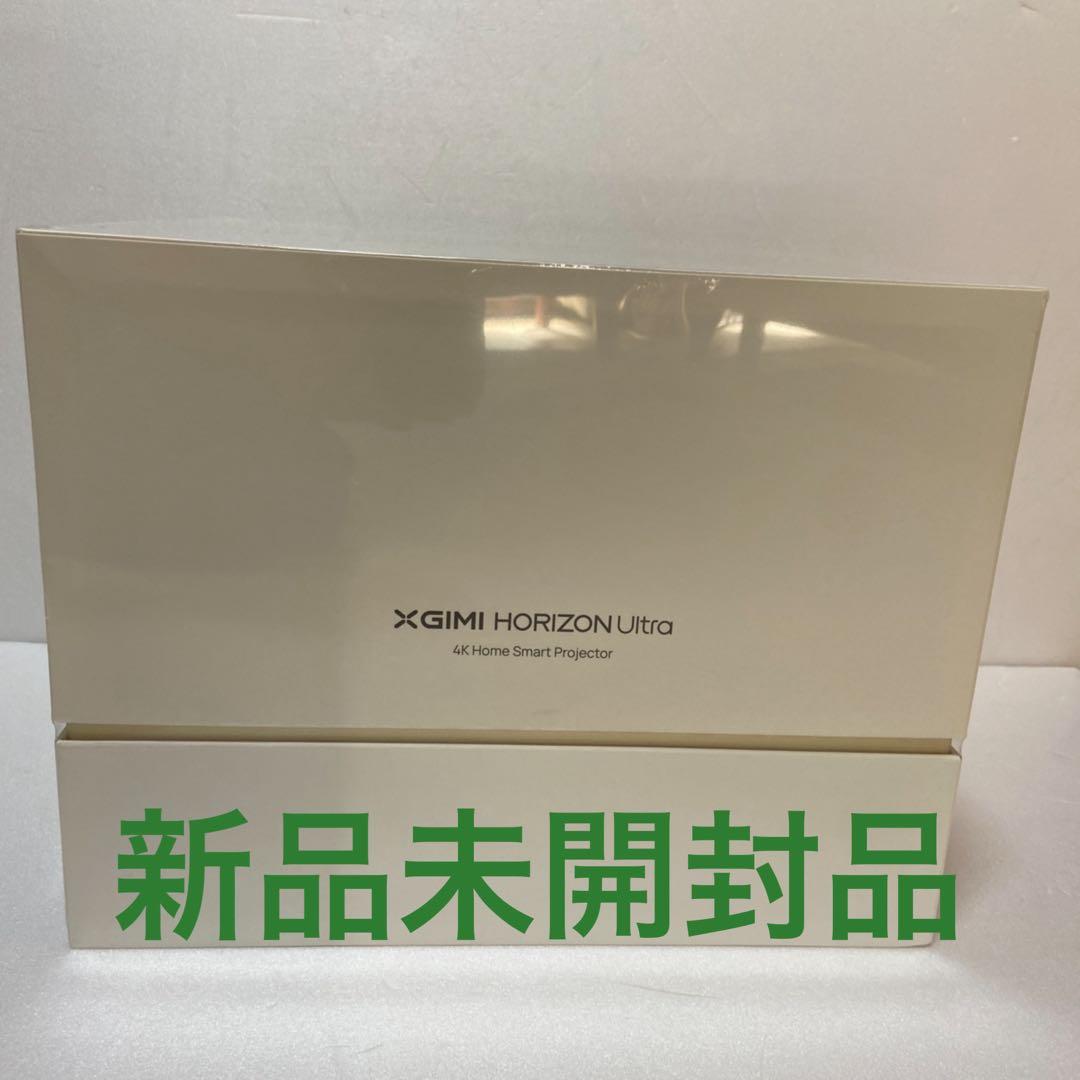 XGIMI HORIZON Ultra
4K Home Smart Projector
新品未開封品